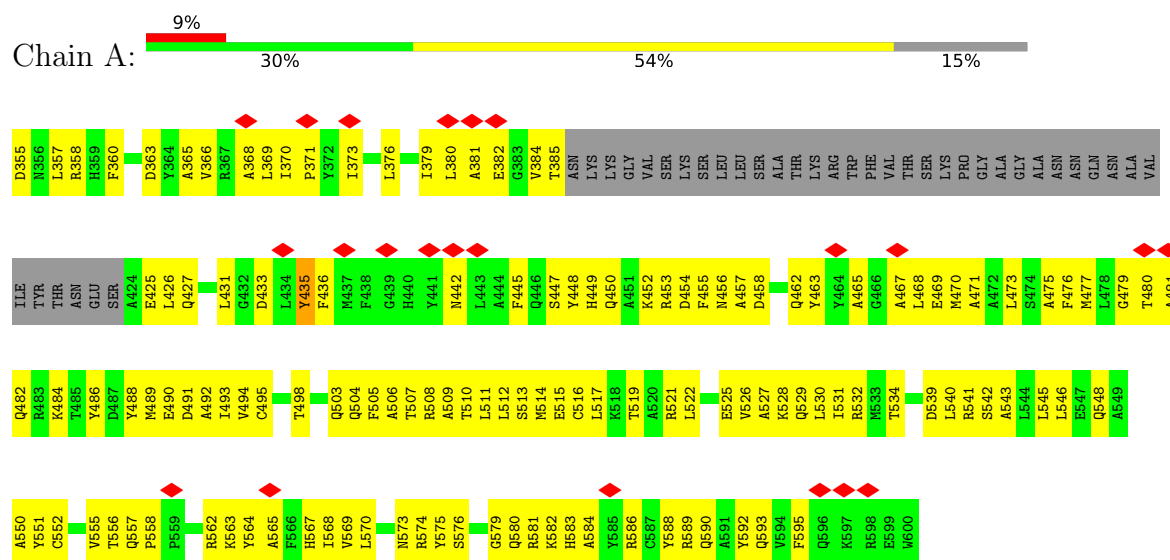 9%
Chain A:
30% 54% 15%
D355 N356 L357 R358 H359 F360 D363 Y364 A365 V366 R367 A368 L369 I370 P371 Y372 I373 L376 I379 L380 A381 E382 G383 V384 T385 ASN LYS LYS GLY VAL SER LYS SER LEU LEU SER ALA THR LYS ARG TRP PHE VAL THR SER LYS PRO GLY ALA GLY ALA ASN ASN GLN ASN ALA VAL
ILE TYR THR ASN GLU SER A424 E425 L426 Q427 L431 G432 D433 L434 Y435 F436 M437 F438 G439 H440 Y441 N442 L443 A444 F445 Q446 S447 Y448 H449 Q450 A451 K452 R453 D454 F455 N456 A457 D458 Q462 Y463 Y464 A465 G466 A467 L468 E469 M470 A471 A472 L473 S474 A475 F476 M477 L478 G479 T480 A481
Q482 R483 K484 T485 Y486 D487 Y488 M489 E490 D491 A492 I493 V494 C495 T498 Q503 Q504 F505 A506 T507 R508 A509 T510 L511 L512 S513 M514 E515 C516 L517 K518 T519 A520 R521 L522 E525 V526 A527 K528 Q529 L530 I531 R532 M533 T534 D539 L540 R541 S542 A543 L544 L545 L546 E547 Q548 A549
A550 Y551 C552 V555 T556 Q557 P558 P559 R562 K563 Y564 A565 F566 H567 I568 V569 L570 N573 R574 Y575 S576 G579 Q580 R581 K582 H583 A584 Y585 R586 C587 Y588 R589 Q590 A591 Y592 Q593 V594 F595 Q596 K597 R598 E599 W600